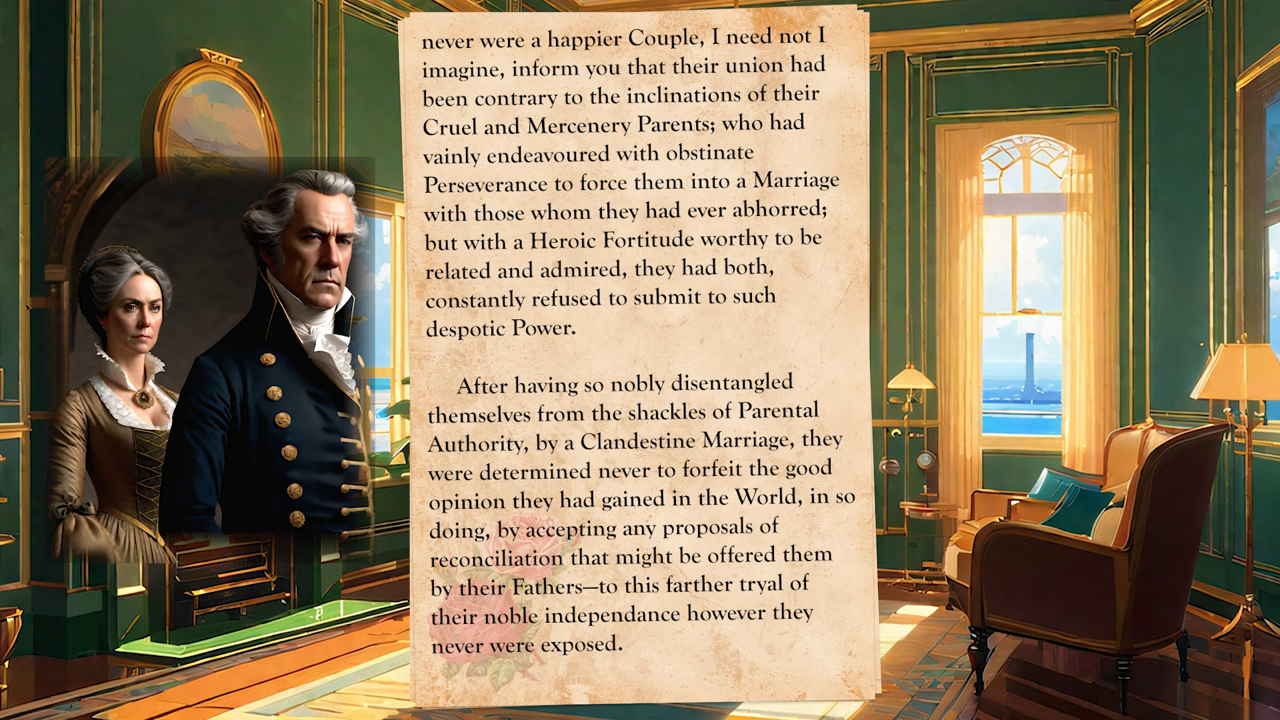 never were a happier Couple, I need not I
imagine, inform you that their union had
been contrary to the inclinations of their
Cruel and Mercenery Parents; who had
vainly endeavoured with obstinate
Perseverance to force them into a Marriage
with those whom they had ever abhorred;
but with a Heroic Fortitude worthy to be
related and admired, they had both,
constantly refused to submit to such
despotic Power.
After having so nobly disentangled
themselves from the shackles of Parental
Authority, by a Clandestine Marriage, they
were determined never to forfeit the good
opinion they had gained in the World, in so
doing, by accepting any proposals of
reconciliation that might be offered them
by their Fathers—to this farther tryal of
their noble independance however they
never were exposed.